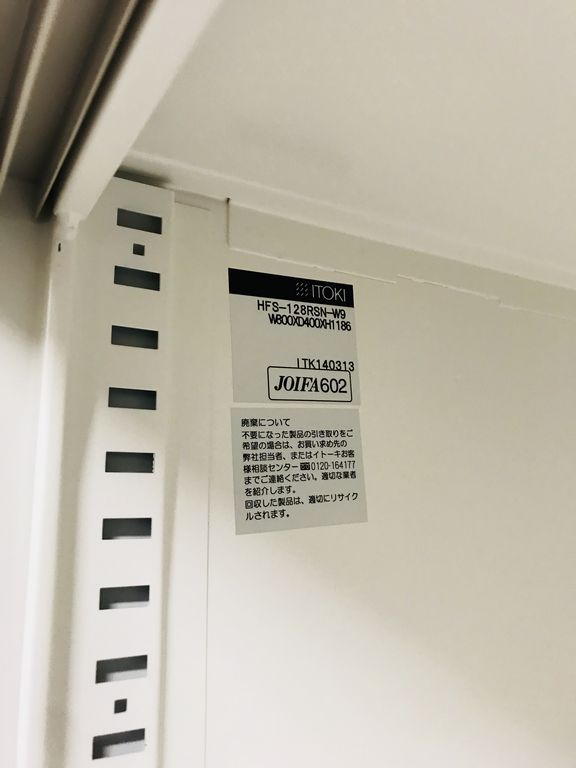 ITOKI
HFS-128RSN-W9
W800XD400XH1186
ITK140313
JOIFA602
廃棄について
不要になった製品の引き取りをご
希望の場合は、お買い求め先の
弊社担当者、またはイトーキお客
様相談センター 0120-164177
までご連絡ください。適切な業者
を紹介します。
回収した製品は、適切にリサイク
ルされます。